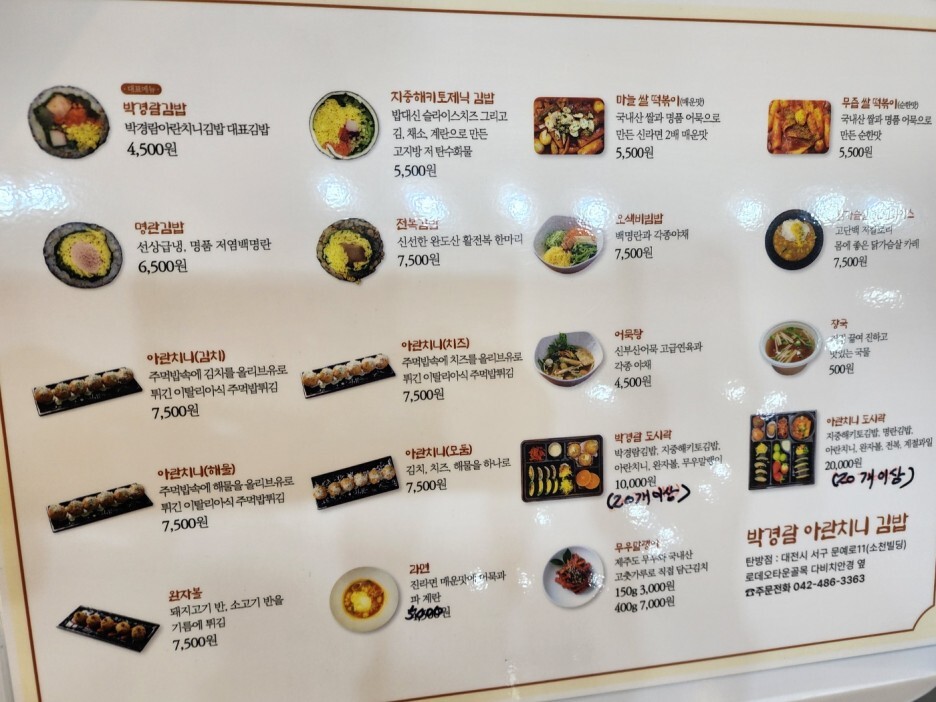 대표메뉴
박경람김밥
박경람아란치니김밥 대표김밥
4,500원
지중해키토제닉 김밥
밥대신 슬라이스치즈 그리고
김, 채소, 계란으로 만든
고지방 저 탄수화물
5,500원
마늘 쌀 떡볶이(매운맛)
국내산 쌀과 명품 어묵으로
만든 신라면 2배 매운맛
5,500원
무즙 쌀 떡볶이(순한맛)
국내산 쌀과 명품 어묵으로
만든 순한맛
5,500원
명란김밥
선상급냉, 명품 저염백명란
6,500원
전복김밥
신선한 완도산 활전복 한마리
7,500원
오색비빔밥
백명란과 각종야채
7,500원
고단백 저칼로리
몸에 좋은 닭가슴살 카레
7,500원
아란치니(김치)
주먹밥속에 김치를 올리브유로
튀긴 이탈리아식 주먹밥튀김
7,500원
아란치니(치즈)
주먹밥속에 치즈를 올리브유로
튀긴 이탈리아식 주먹밥튀김
7,500원
어묵탕
신부산어묵 고급연육과
각종 야채
4,500원
장국
끓여 진하고
맛있는 국물
500원
아란치니(해물)
주먹밥속에 해물을 올리브유로
튀긴 이탈리아식 주먹밥튀김
7,500원
아란치니(모둠)
김치, 치즈, 해물을 하나로
7,500원
박경람 도시락
박경람김밥, 지중해키토김밥,
아란치니, 완자볼, 무우말랭이
10,000원
(20개 이상)
아란치니 도시락
지중해키토김밥, 명란김밥,
아란치니, 완자볼, 전복, 계절과일
20,000원
(20개 이상)
완자볼
돼지고기 반, 소고기 반을
기름에 튀김
7,500원
라면
진라면 매운맛에 어묵과
파 계란
5,000원
무우말랭이
제주도 무우와 국내산
고춧가루로 직접 담근김치
150g 3,000원
400g 7,000원
박경람 아란치니 김밥
탄방점 : 대전시 서구 문예로11(소천빌딩)
로데오타운골목 다비치안경 옆
☎주문전화 042-486-3363